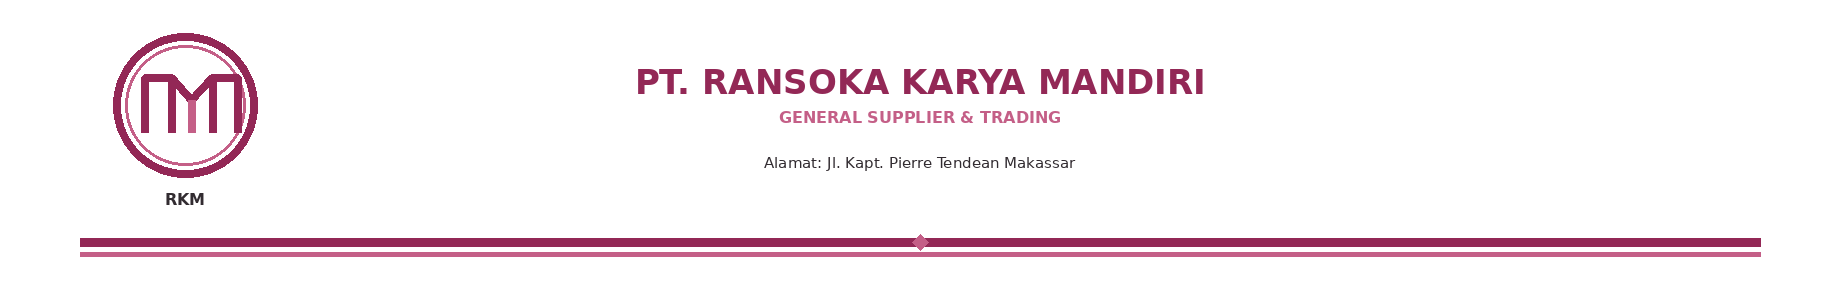 PT. RANSOKA KARYA MANDIRI
GENERAL SUPPLIER & TRADING
Alamat: Jl. Kapt. Pierre Tendean Makassar
RKM